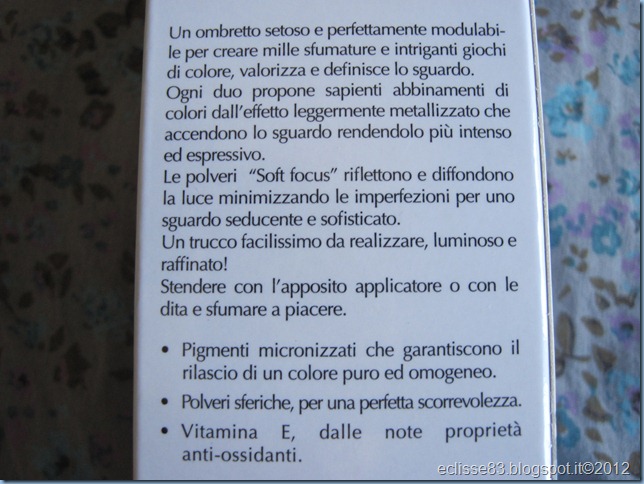 Un ombretto setoso e perfettamente modulabi-
le per creare mille sfumature e intriganti giochi
di colore, valorizza e definisce lo sguardo.
Ogni duo propone sapienti abbinamenti di
colori dall'effetto leggermente metallizzato che
accendono lo sguardo rendendolo più intenso
ed espressivo.
Le polveri "Soft focus" riflettono e diffondono
la luce minimizzando le imperfezioni per uno
sguardo seducente e sofisticato.
Un trucco facilissimo da realizzare, luminoso e
raffinato!
Stendere con l'apposito applicatore o con le
dita e sfumare a piacere.
• Pigmenti micronizzati che garantiscono il
rilascio di un colore puro ed omogeneo.
• Polveri sferiche, per una perfetta scorrevolezza.
• Vitamina E, dalle note proprietà
anti-ossidanti.
eclisse83.blogspot.it©2012